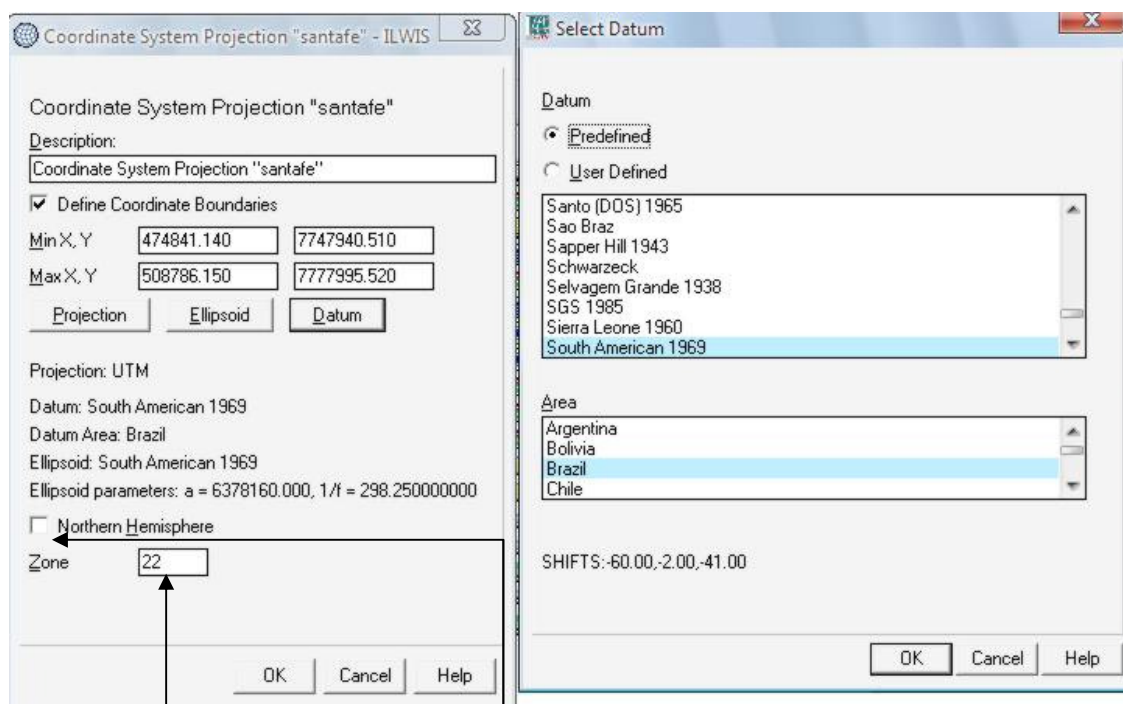 Coordinate System Projection "santafe" - ILWIS
Coordinate System Projection "santafe"
Description:
Coordinate System Projection "santafe"
Define Coordinate Boundaries
Min X, Y 474841.140 7747940.510
Max X, Y 508786.150 7777995.520
Projection Ellipsoid Datum
Projection: UTM
Datum: South American 1969
Datum Area: Brazil
Ellipsoid: South American 1969
Ellipsoid parameters: a = 6378160.000, 1/f = 298.250000000
Northern Hemisphere
Zone 22
OK Cancel Help
Select Datum
Datum
Predefined
User Defined
Santo (DOS) 1965
Sao Braz
Sapper Hill 1943
Schwarzeck
Selvagem Grande 1938
SGS 1985
Sierra Leone 1960
South American 1969
Area
Argentina
Bolivia
Brazil
Chile
SHIFTS:-60.00,-2.00,-41.00
OK Cancel Help